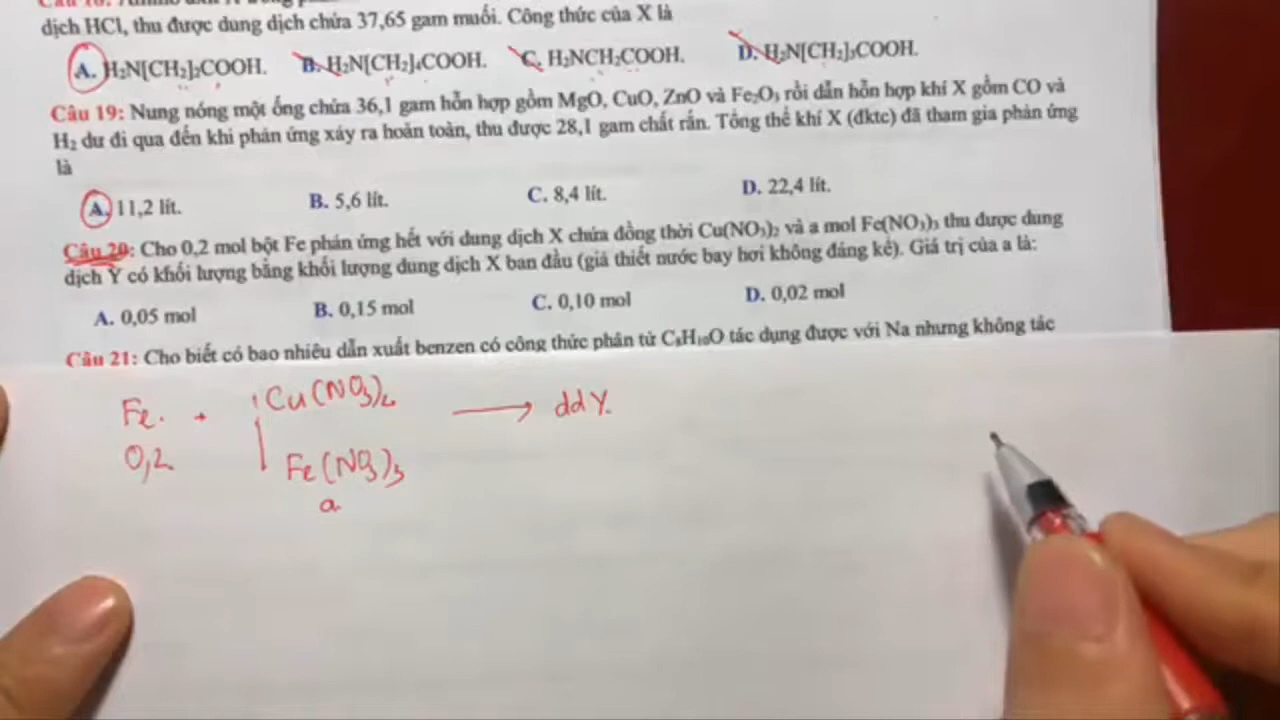 dịch HCl, thu được dung dịch chứa 37,65 gam muối. Công thức của X là
A. H₂N[CH₂]₂COOH. B. H₂N[CH₂]₄COOH. C. H₂NCH₂COOH. D. H₂N[CH₂]₃COOH.
Câu 19: Nung nóng một ống chứa 36,1 gam hỗn hợp gồm MgO, CuO, ZnO và Fe₂O₃ rồi dẫn hỗn hợp khí X gồm CO và
H₂ dư đi qua đến khi phản ứng xảy ra hoàn toàn, thu được 28,1 gam chất rắn. Tổng thể khí X (đktc) đã tham gia phản ứng
là
A. 11,2 lít. B. 5,6 lít. C. 8,4 lít. D. 22,4 lít.
Câu 20: Cho 0,2 mol bột Fe phản ứng hết với dung dịch X chứa đồng thời Cu(NO₃)₂ và a mol Fe(NO₃)₃ thu được dung
dịch Y có khối lượng bằng khối lượng dung dịch X ban đầu (giả thiết nước bay hơi không đáng kể). Giá trị của a là:
A. 0,05 mol B. 0,15 mol C. 0,10 mol D. 0,02 mol
Câu 21: Cho biết có bao nhiêu dẫn xuất benzen có công thức phân tử C₈H₁₀O tác dụng được với Na nhưng không tác
Fe + Cu(NO₃)₂ ⟶ ddY.
0,2 Fe(NO₃)₃
a